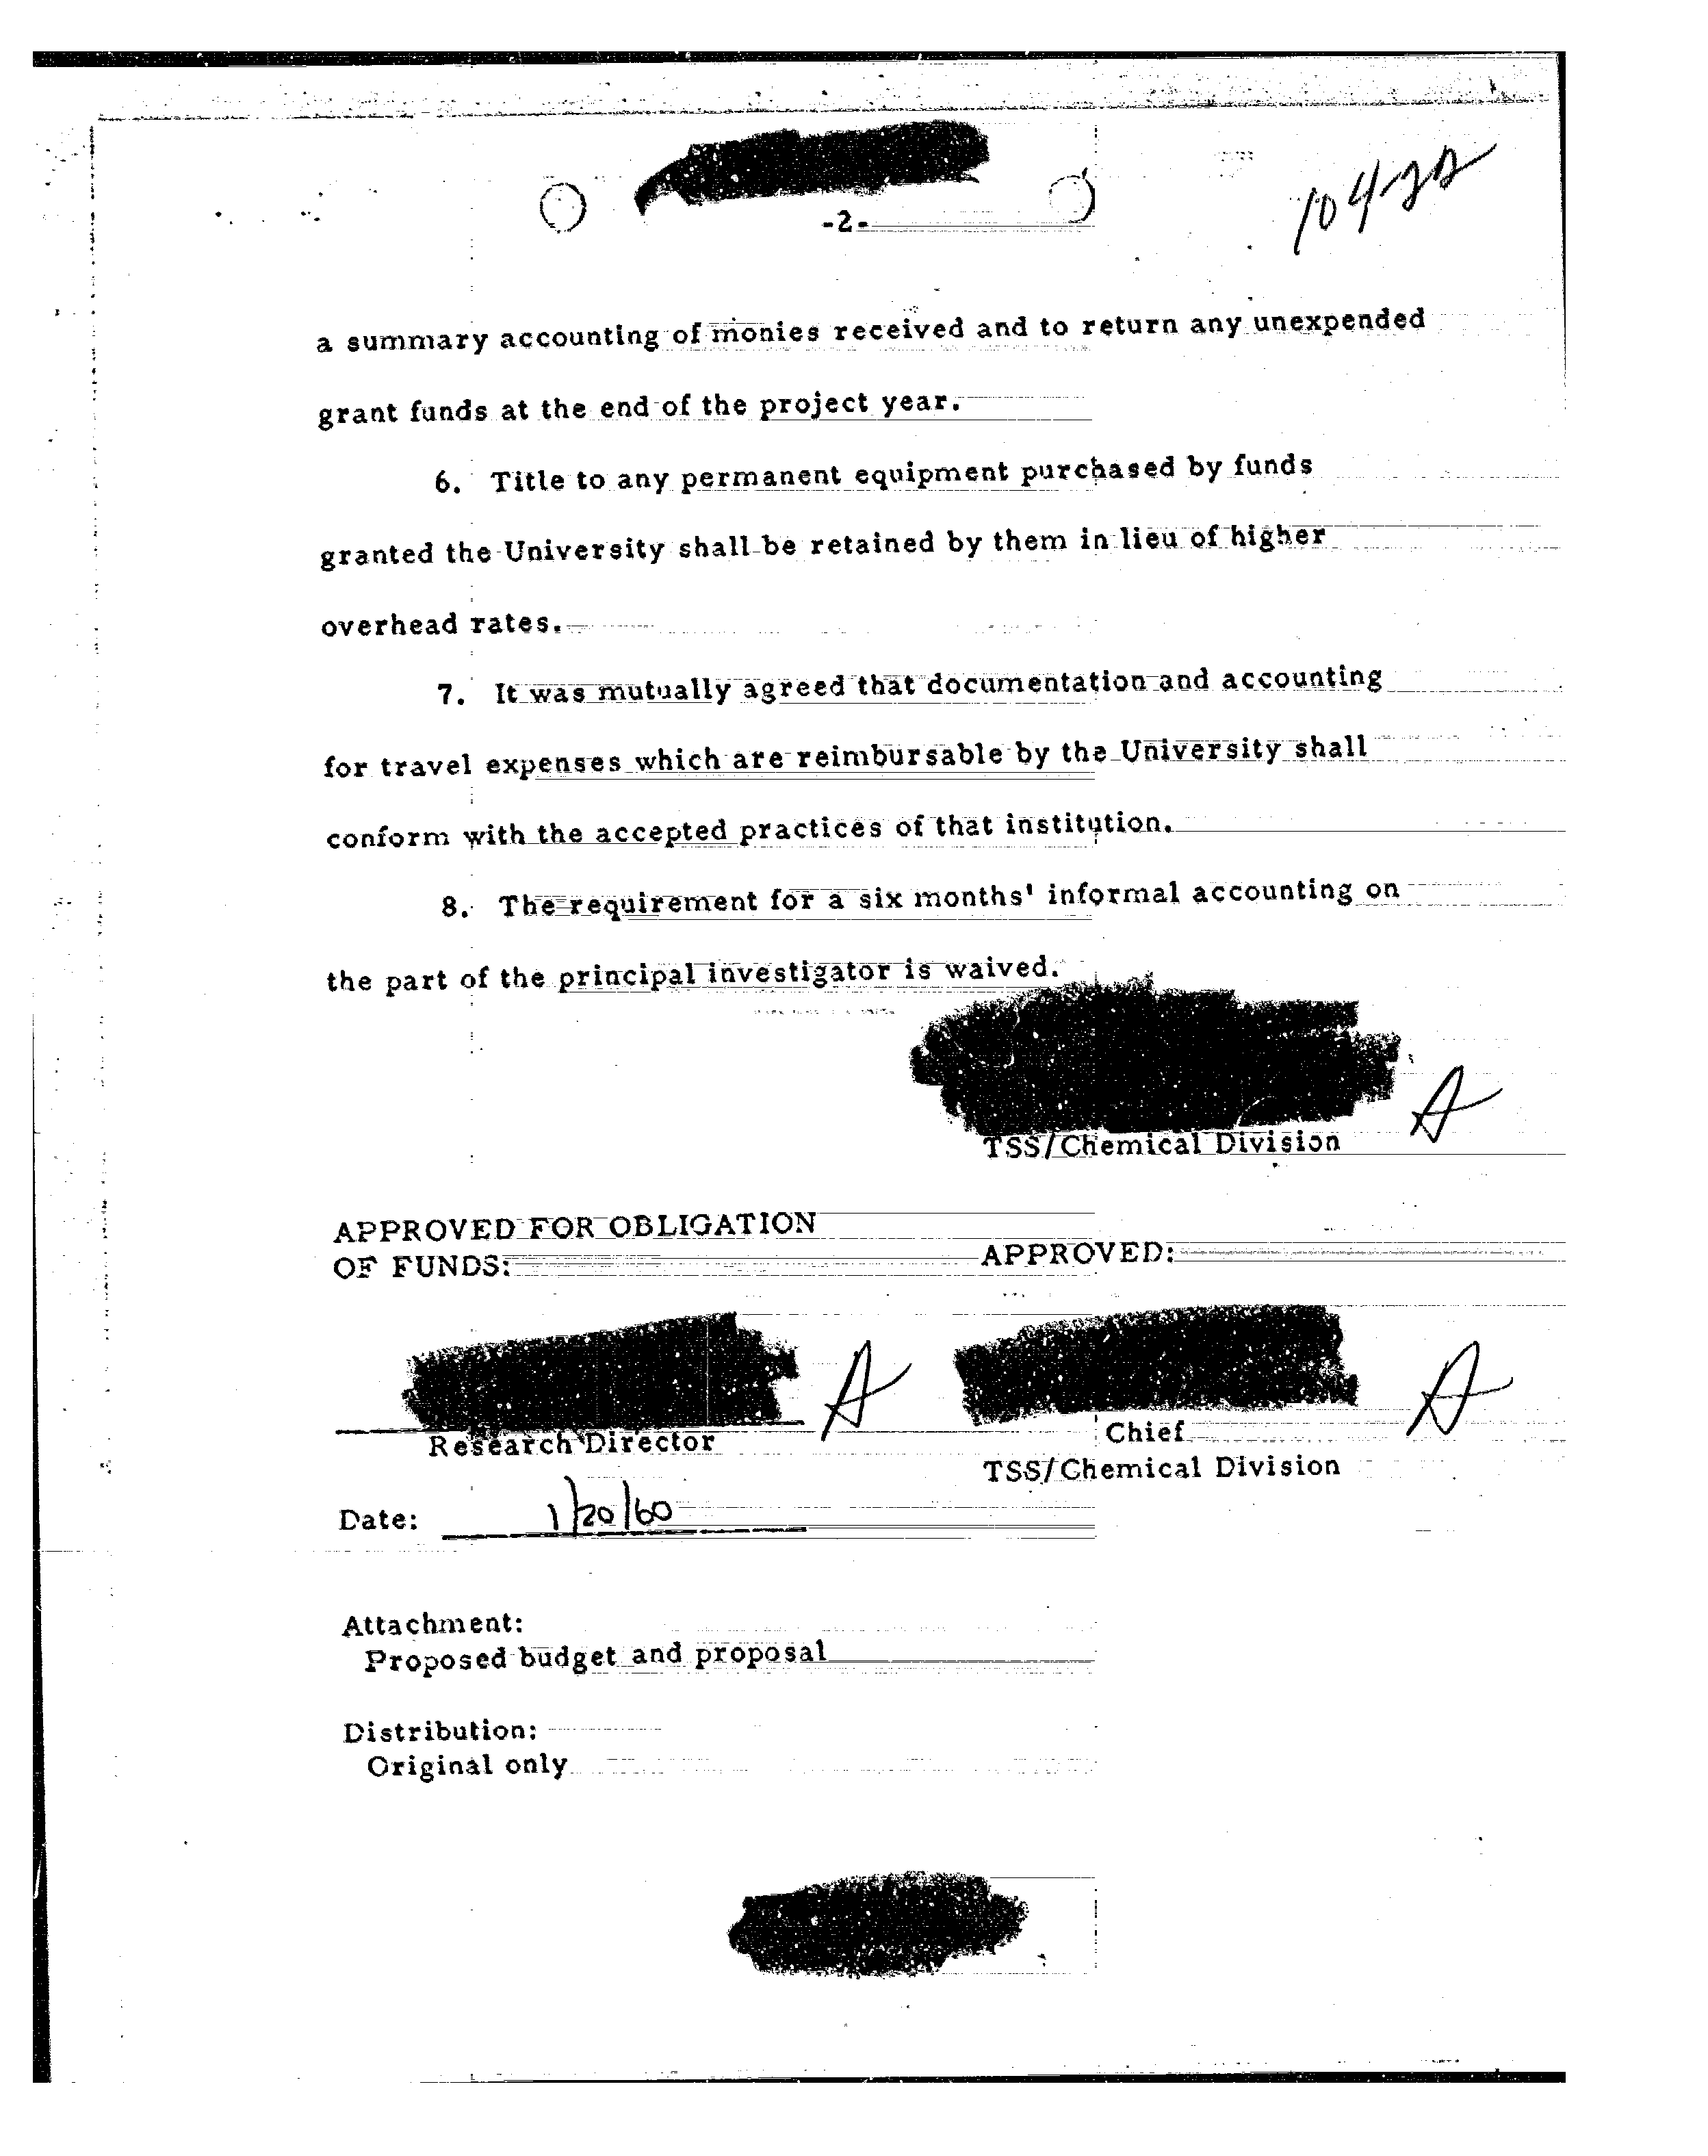 104-22
-2-
a summary accounting of monies received and to return any unexpended
grant funds at the end of the project year.
6. Title to any permanent equipment purchased by funds
granted the University shall be retained by them in lieu of higher
overhead rates.
7. It was mutually agreed that documentation and accounting
for travel expenses which are reimbursable by the University shall
conform with the accepted practices of that institution.
8. The requirement for a six months' informal accounting on
the part of the principal investigator is waived.
A
TSS/Chemical Division
APPROVED FOR OBLIGATION
OF FUNDS:
APPROVED:
A
A
Research Director
Chief
TSS/Chemical Division
Date: 1/20/60
Attachment:
Proposed budget and proposal
Distribution:
Original only